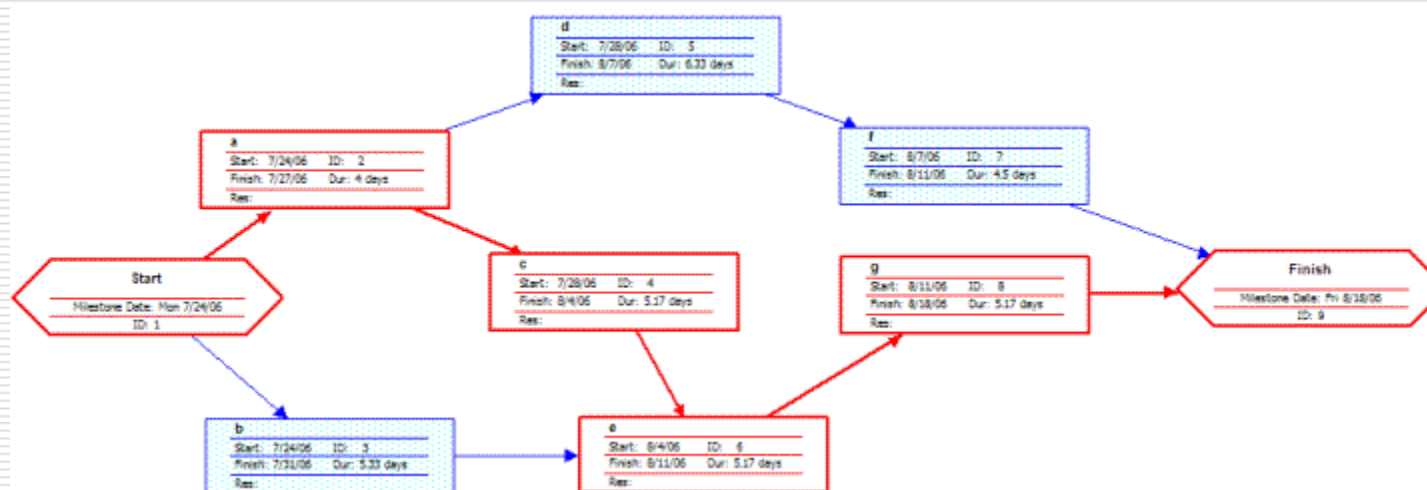 d
Start: 7/28/06 ID: 5
Finish: 8/7/06 Dur: 6.33 days
Res:
a
Start: 7/24/06 ID: 2
Finish: 7/27/06 Dur: 4 days
Res:
f
Start: 8/7/06 ID: 7
Finish: 8/11/06 Dur: 4.5 days
Res:
Start
Milestone Date: Mon 7/24/06
ID: 1
c
Start: 7/28/06 ID: 4
Finish: 8/4/06 Dur: 5.17 days
Res:
g
Start: 8/11/06 ID: 8
Finish: 8/18/06 Dur: 5.17 days
Res:
Finish
Milestone Date: Fri 8/18/06
ID: 9
b
Start: 7/24/06 ID: 3
Finish: 7/31/06 Dur: 5.33 days
Res:
e
Start: 8/4/06 ID: 6
Finish: 8/11/06 Dur: 5.17 days
Res: